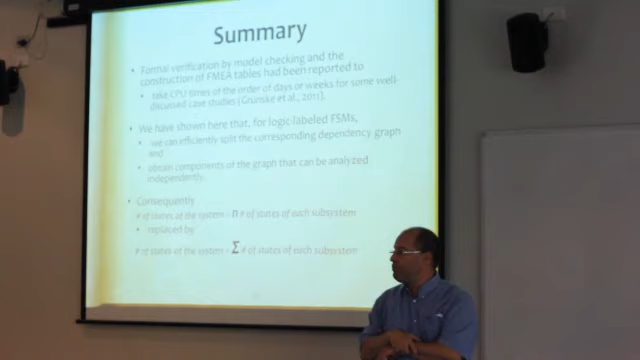 Summary
• Formal verification by model checking and the
construction of FMEA tables had been reported to
• take CPU times of the order of days or weeks for some well-
discussed case studies (Grunske et al., 2011).
• We have shown here that, for logic-labeled FSMs,
• we can efficiently split the corresponding dependency graph
and
• obtain components of the graph that can be analyzed
independently.
• Consequently
# of states of the system = Π # of states of each subsystem
• replaced by
# of states of the system = Σ # of states of each subsystem